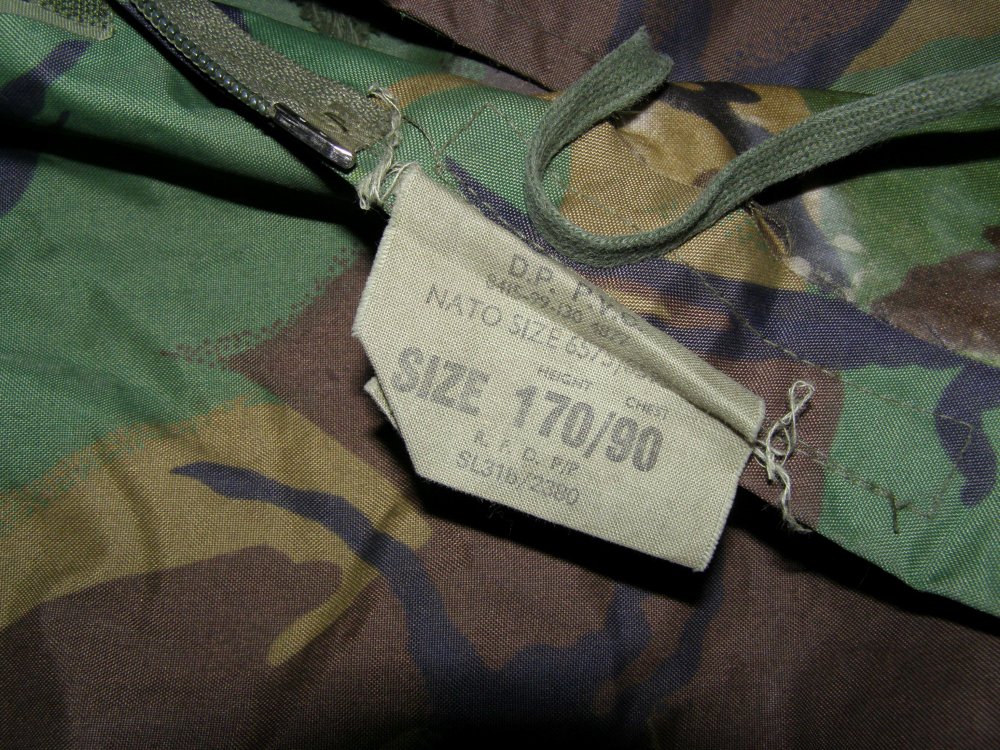 D.P.
NATO SIZE
HEIGHT CHEST
SIZE 170/90
D. P/P
SL316/2380